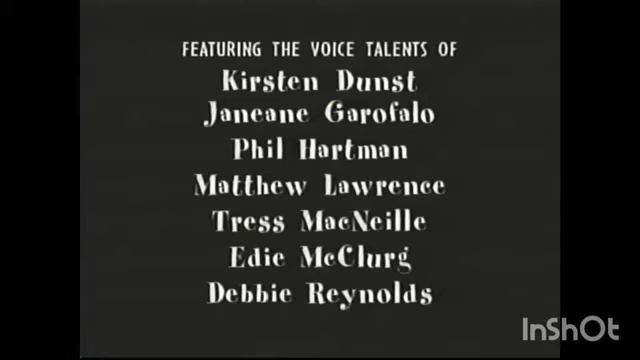 FEATURING THE VOICE TALENTS OF
Kirsten Dunst
Janeane Garofalo
Phil Hartman
Matthew Lawrence
Tress MacNeille
Edie McClurg
Debbie Reynolds
InShOt